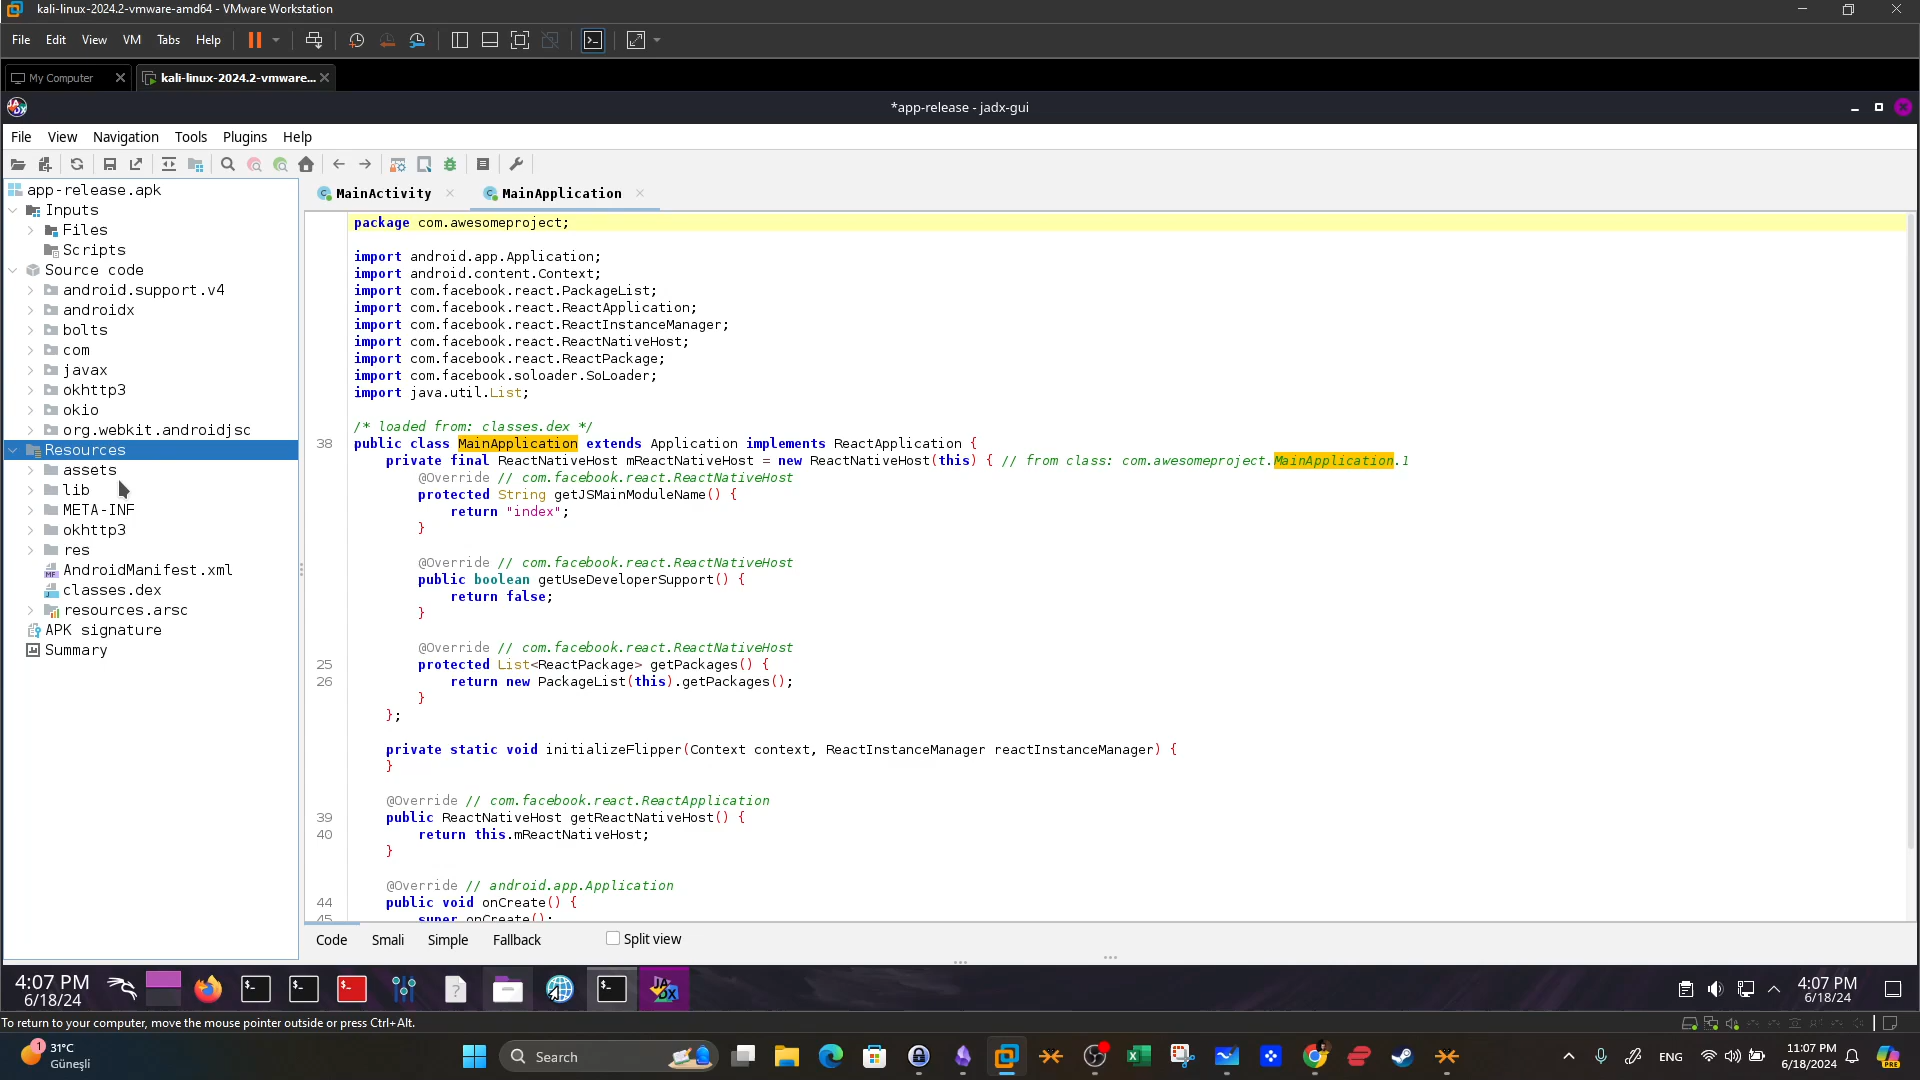 kali-linux-2024.2-vmware-amd64 - VMware Workstation
File Edit View VM Tabs Help
My Computer kali-linux-2024.2-vmware...
*app-release - jadx-gui
File View Navigation Tools Plugins Help
app-release.apk
Inputs
Files
Scripts
Source code
android.support.v4
androidx
bolts
com
javax
okhttp3
okio
org.webkit.androidjsc
Resources
assets
lib
META-INF
okhttp3
res
AndroidManifest.xml
classes.dex
resources.arsc
APK signature
Summary
MainActivity MainApplication
package com.awesomeproject;
import android.app.Application;
import android.content.Context;
import com.facebook.react.PackageList;
import com.facebook.react.ReactApplication;
import com.facebook.react.ReactInstanceManager;
import com.facebook.react.ReactNativeHost;
import com.facebook.react.ReactPackage;
import com.facebook.soloader.SoLoader;
import java.util.List;
/* loaded from: classes.dex */
38 public class MainApplication extends Application implements ReactApplication {
private final ReactNativeHost mReactNativeHost = new ReactNativeHost(this) { // from class: com.awesomeproject.MainApplication.1
@Override // com.facebook.react.ReactNativeHost
protected String getJSMainModuleName() {
return "index";
}
@Override // com.facebook.react.ReactNativeHost
public boolean getUseDeveloperSupport() {
return false;
}
@Override // com.facebook.react.ReactNativeHost
25 protected List<ReactPackage> getPackages() {
26 return new PackageList(this).getPackages();
}
};
private static void initializeFlipper(Context context, ReactInstanceManager reactInstanceManager) {
}
@Override // com.facebook.react.ReactApplication
39 public ReactNativeHost getReactNativeHost() {
40 return this.mReactNativeHost;
}
@Override // android.app.Application
44 public void onCreate() {
45 super.onCreate();
Code Smali Simple Fallback Split view
4:07 PM
6/18/24
4:07 PM
6/18/24
To return to your computer, move the mouse pointer outside or press Ctrl+Alt.
1
31°C
Güneşli
Search
ENG
11:07 PM
6/18/2024
PRE